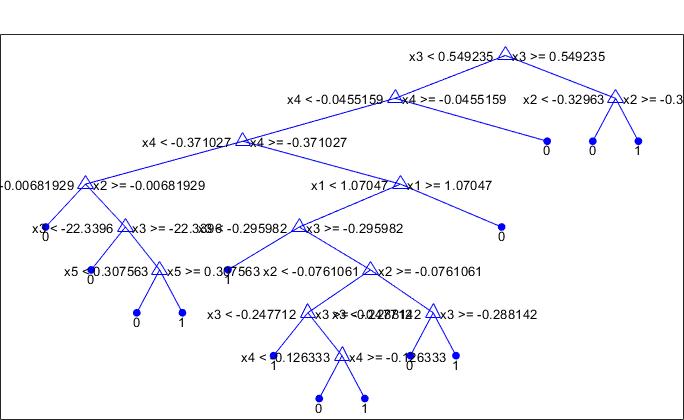 x3 < 0.549235 x3 >= 0.549235
x4 < -0.0455159 x4 >= -0.0455159 x2 < -0.32963 x2 >= -0.3
x4 < -0.371027 x4 >= -0.371027
0 0 1
-0.00681929 x2 >= -0.00681929 x1 < 1.07047 x1 >= 1.07047
x3 < -22.3396 x3 >= -22.3396 x3 < -0.295982 x3 >= -0.295982
0 0
x5 < 0.307563 x5 >= 0.307563 x2 < -0.0761061 x2 >= -0.0761061
0 1
x3 < -0.247712 x3 >= -0.247712 x3 < -0.288142 x3 >= -0.288142
0 1
x4 < -0.126333 x4 >= -0.126333
1 0 1
0 1